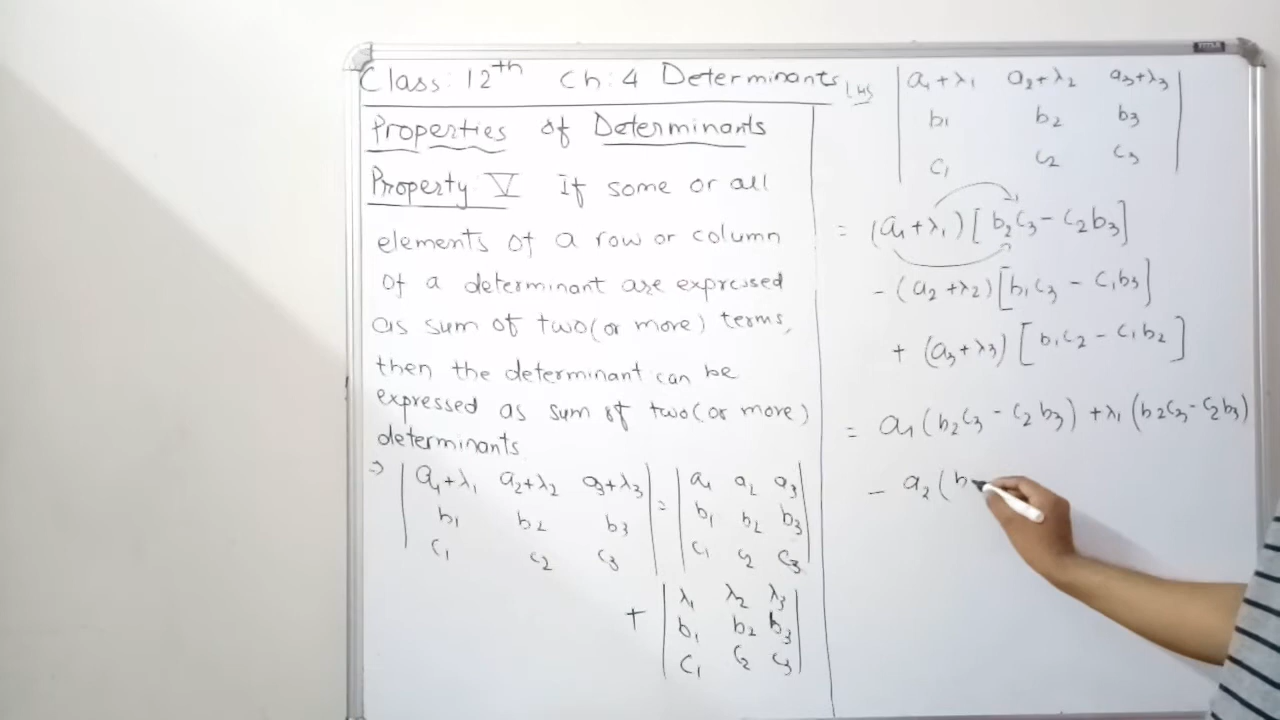 Class: 12th Ch: 4 Determinants
Properties of Determinants
Property V If some or all
elements of a row or column
of a determinant are expressed
as sum of two(or more) terms,
then the determinant can be
expressed as sum of two(or more)
determinants
⇒ | a₁+λ₁ a₂+λ₂ a₃+λ₃ | = | a₁ a₂ a₃ |
b₁ b₂ b₃ b₁ b₂ b₃
c₁ c₂ c₃ c₁ c₂ c₃
+ | λ₁ λ₂ λ₃ |
b₁ b₂ b₃
c₁ c₂ c₃
LHS | a₁+λ₁ a₂+λ₂ a₃+λ₃ |
b₁ b₂ b₃
c₁ c₂ c₃
= (a₁+λ₁)[b₂c₃ - c₂b₃]
- (a₂+λ₂)[b₁c₃ - c₁b₃]
+ (a₃+λ₃)[b₁c₂ - c₁b₂]
= a₁(b₂c₃ - c₂b₃) + λ₁(b₂c₃ - c₂b₃)
- a₂(b